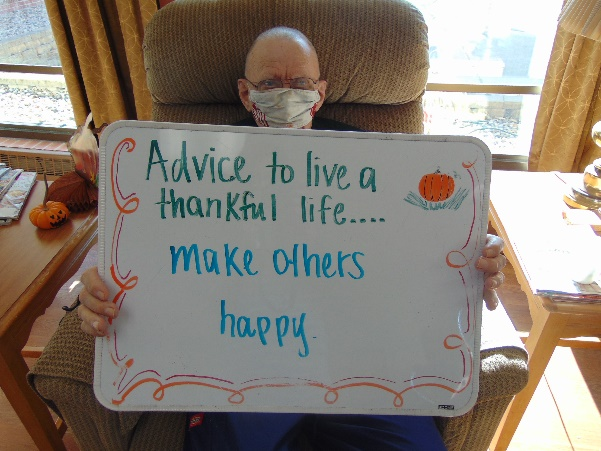 Advice to live a
thankful life....
make others
happy.